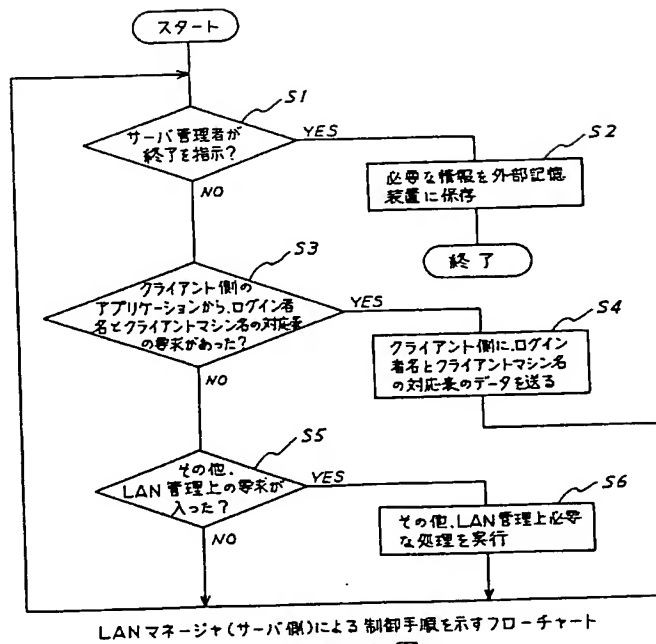 スタート
S1
サーバ管理者が
終了を指示?
YES
NO
S2
必要な情報を外部記憶
装置に保存
終了
S3
クライアント側の
アプリケーションから、ログイン者
名とクライアントマシン名の対応表
の要求があった?
YES
NO
S4
クライアント側に、ログイン
者名とクライアントマシン名
の対応表のデータを送る
S5
その他、
LAN管理上の要求が
入った?
YES
NO
S6
その他、LAN管理上必要
な処理を実行
LANマネージャ(サーバ側)による制御手順を示すフローチャート